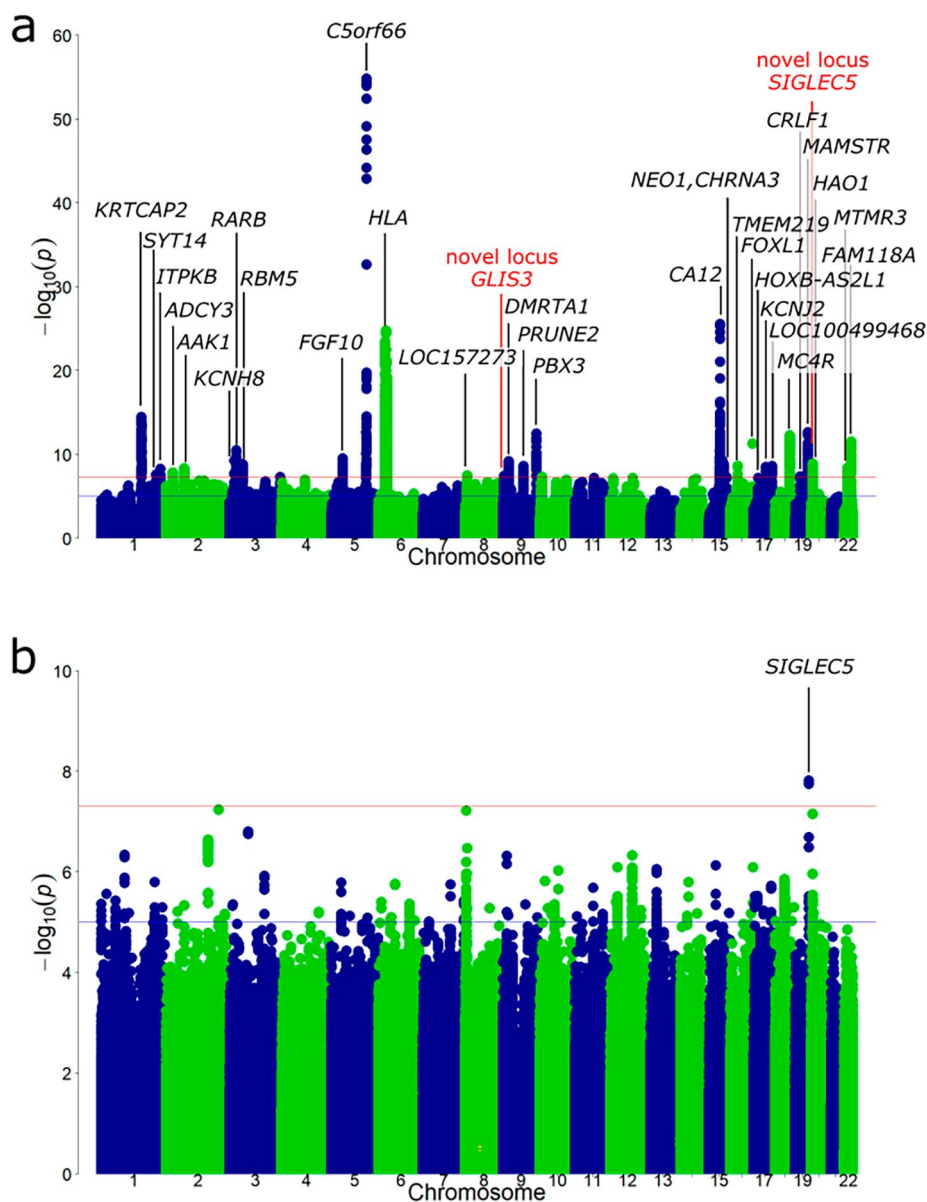 a
C5orf66
novel locus
SIGLEC5
CRLF1
MAMSTR
NEO1,CHRNA3
HAO1
KRTCAP2
RARB
HLA
TMEM219
MTMR3
SYT14
FOXL1
FAM118A
ITPKB
RBM5
novel locus
GLIS3
CA12
HOXB-AS2L1
ADCY3
DMRTA1
KCNJ2
AAK1
FGF10
PRUNE2
LOC100499468
KCNH8
LOC157273
PBX3
MC4R
60
50
40
30
20
10
0
−log10(p)
1 2 3 4 5 6 7 8 9 10 11 12 13 15 17 19 22
Chromosome
b
SIGLEC5
10
8
6
4
2
0
−log10(p)
1 2 3 4 5 6 7 8 9 10 11 12 13 15 17 19 22
Chromosome